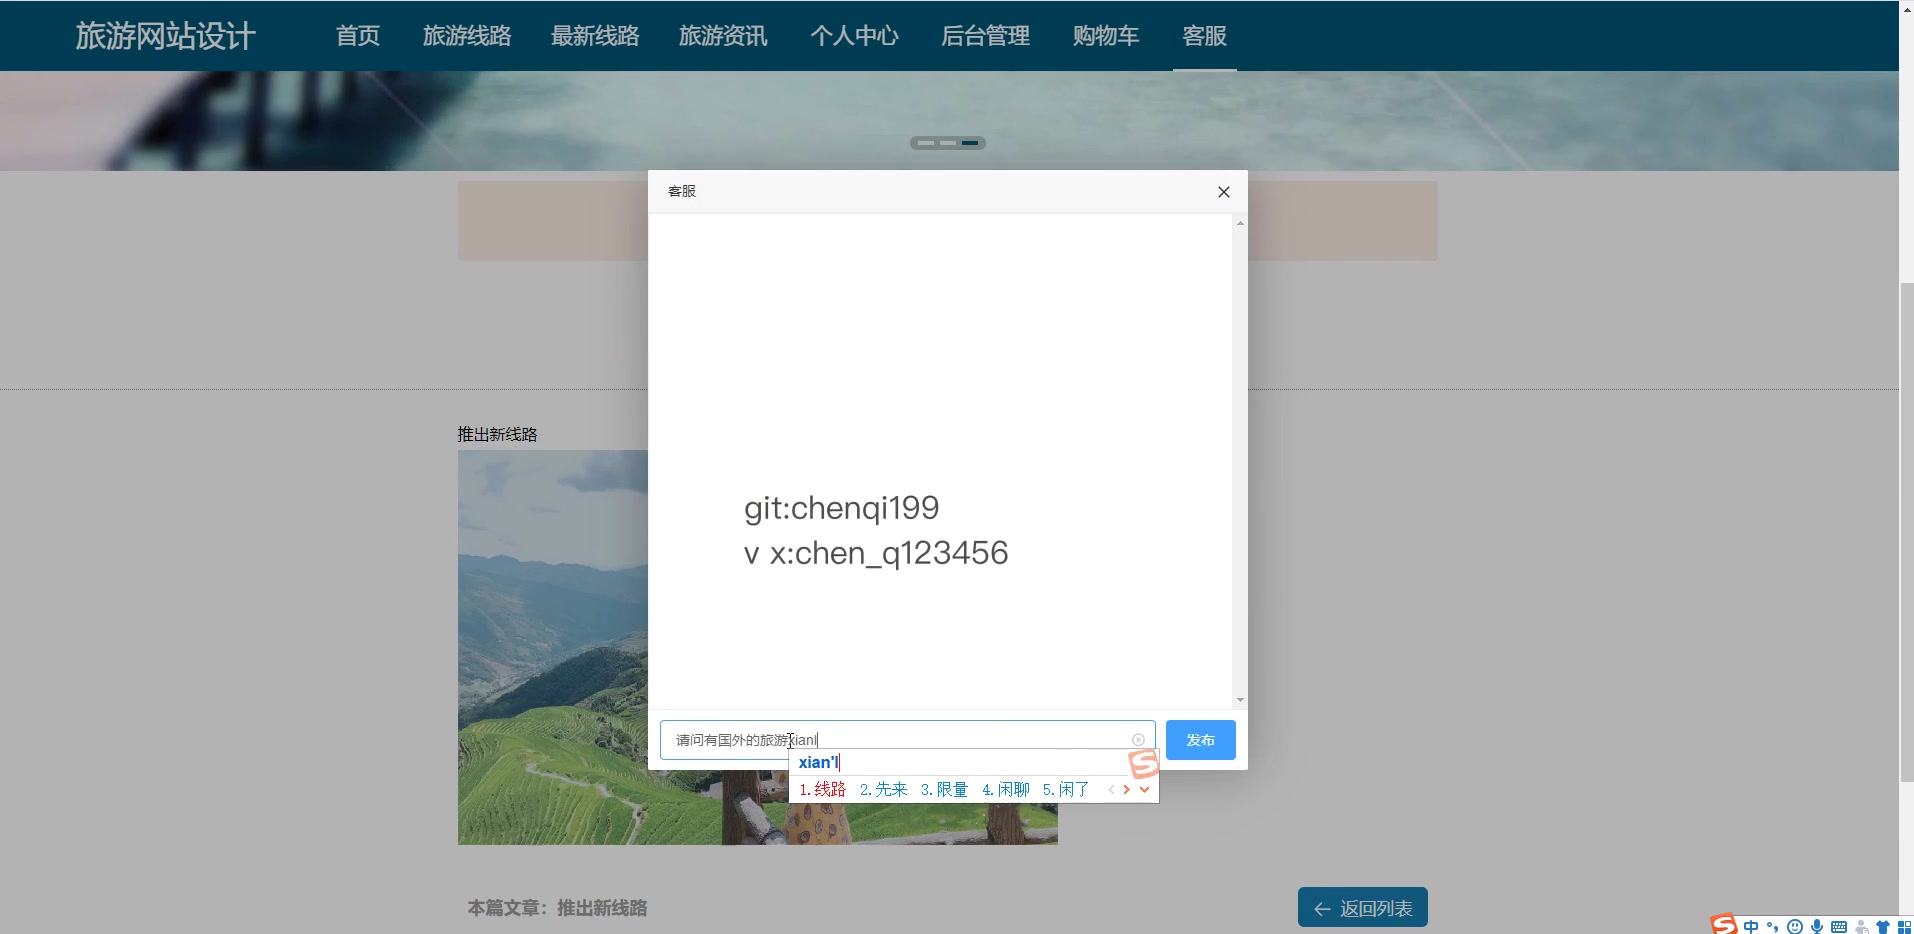 旅游网站设计 首页 旅游线路 最新线路 旅游资讯 个人中心 后台管理 购物车 客服
客服
推出新线路
git:chenqi199
v x:chen_q123456
请问有国外的旅游xianl
发布
xian'l
1.线路 2.先来 3.限量 4.闲聊 5.闲了
本篇文章：推出新线路
返回列表
中